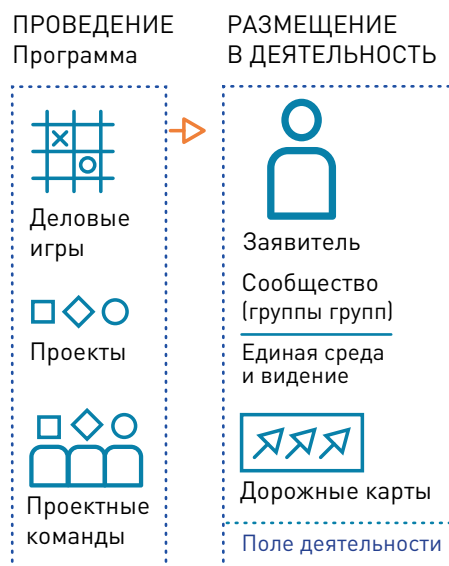 ПРОВЕДЕНИЕ
Программа
Деловые
игры
Проекты
Проектные
команды
РАЗМЕЩЕНИЕ
В ДЕЯТЕЛЬНОСТЬ
Заявитель
Сообщество
(группы групп)
Единая среда
и видение
Дорожные карты
Поле деятельности